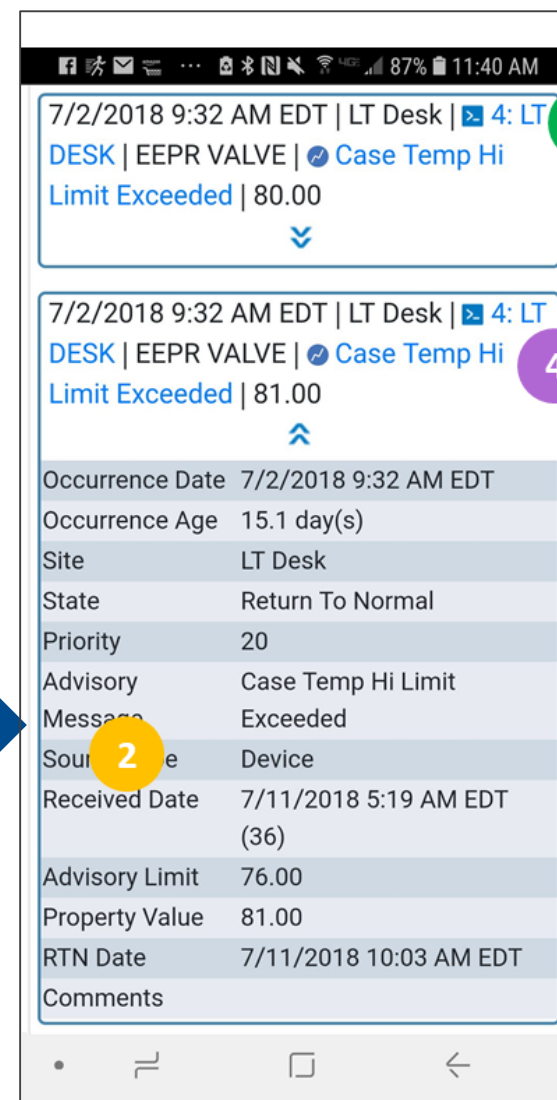 87% 11:40 AM
7/2/2018 9:32 AM EDT | LT Desk | 4: LT
DESK | EEPR VALVE | Case Temp Hi
Limit Exceeded | 80.00
7/2/2018 9:32 AM EDT | LT Desk | 4: LT
DESK | EEPR VALVE | Case Temp Hi
4
Limit Exceeded | 81.00
Occurrence Date 7/2/2018 9:32 AM EDT
Occurrence Age 15.1 day(s)
Site LT Desk
State Return To Normal
Priority 20
Advisory Case Temp Hi Limit
Message Exceeded
2 Device
Received Date 7/11/2018 5:19 AM EDT
(36)
Advisory Limit 76.00
Property Value 81.00
RTN Date 7/11/2018 10:03 AM EDT
Comments